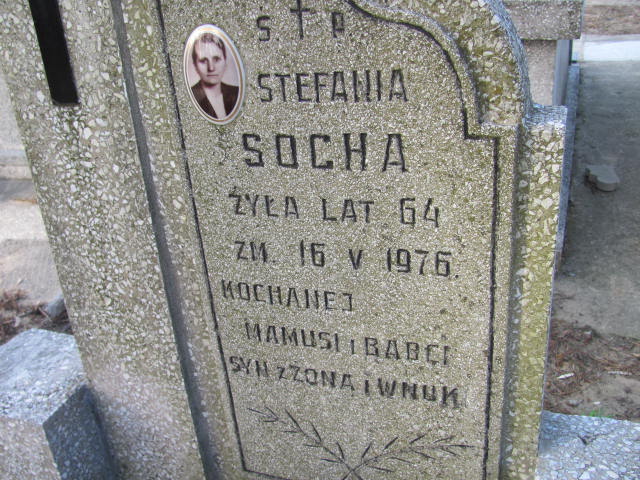 Ś † P
STEFANIA
SOCHA
ŻYŁA LAT 64
ZM 16 V 1976.
KOCHANEJ
MAMUSI i BABCI
SYN Z ŻONĄ i WNUK